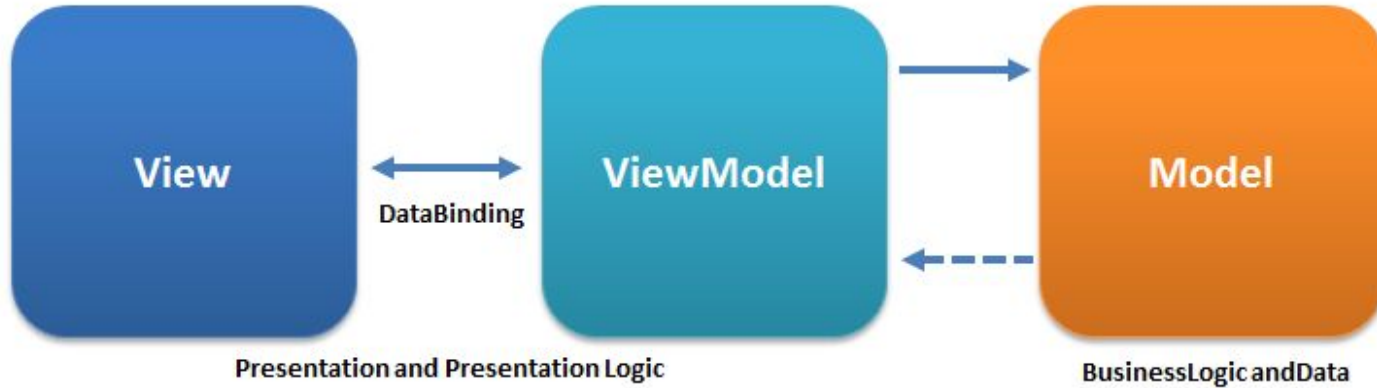 View
ViewModel
Model
DataBinding
Presentation and Presentation Logic
BusinessLogic andData